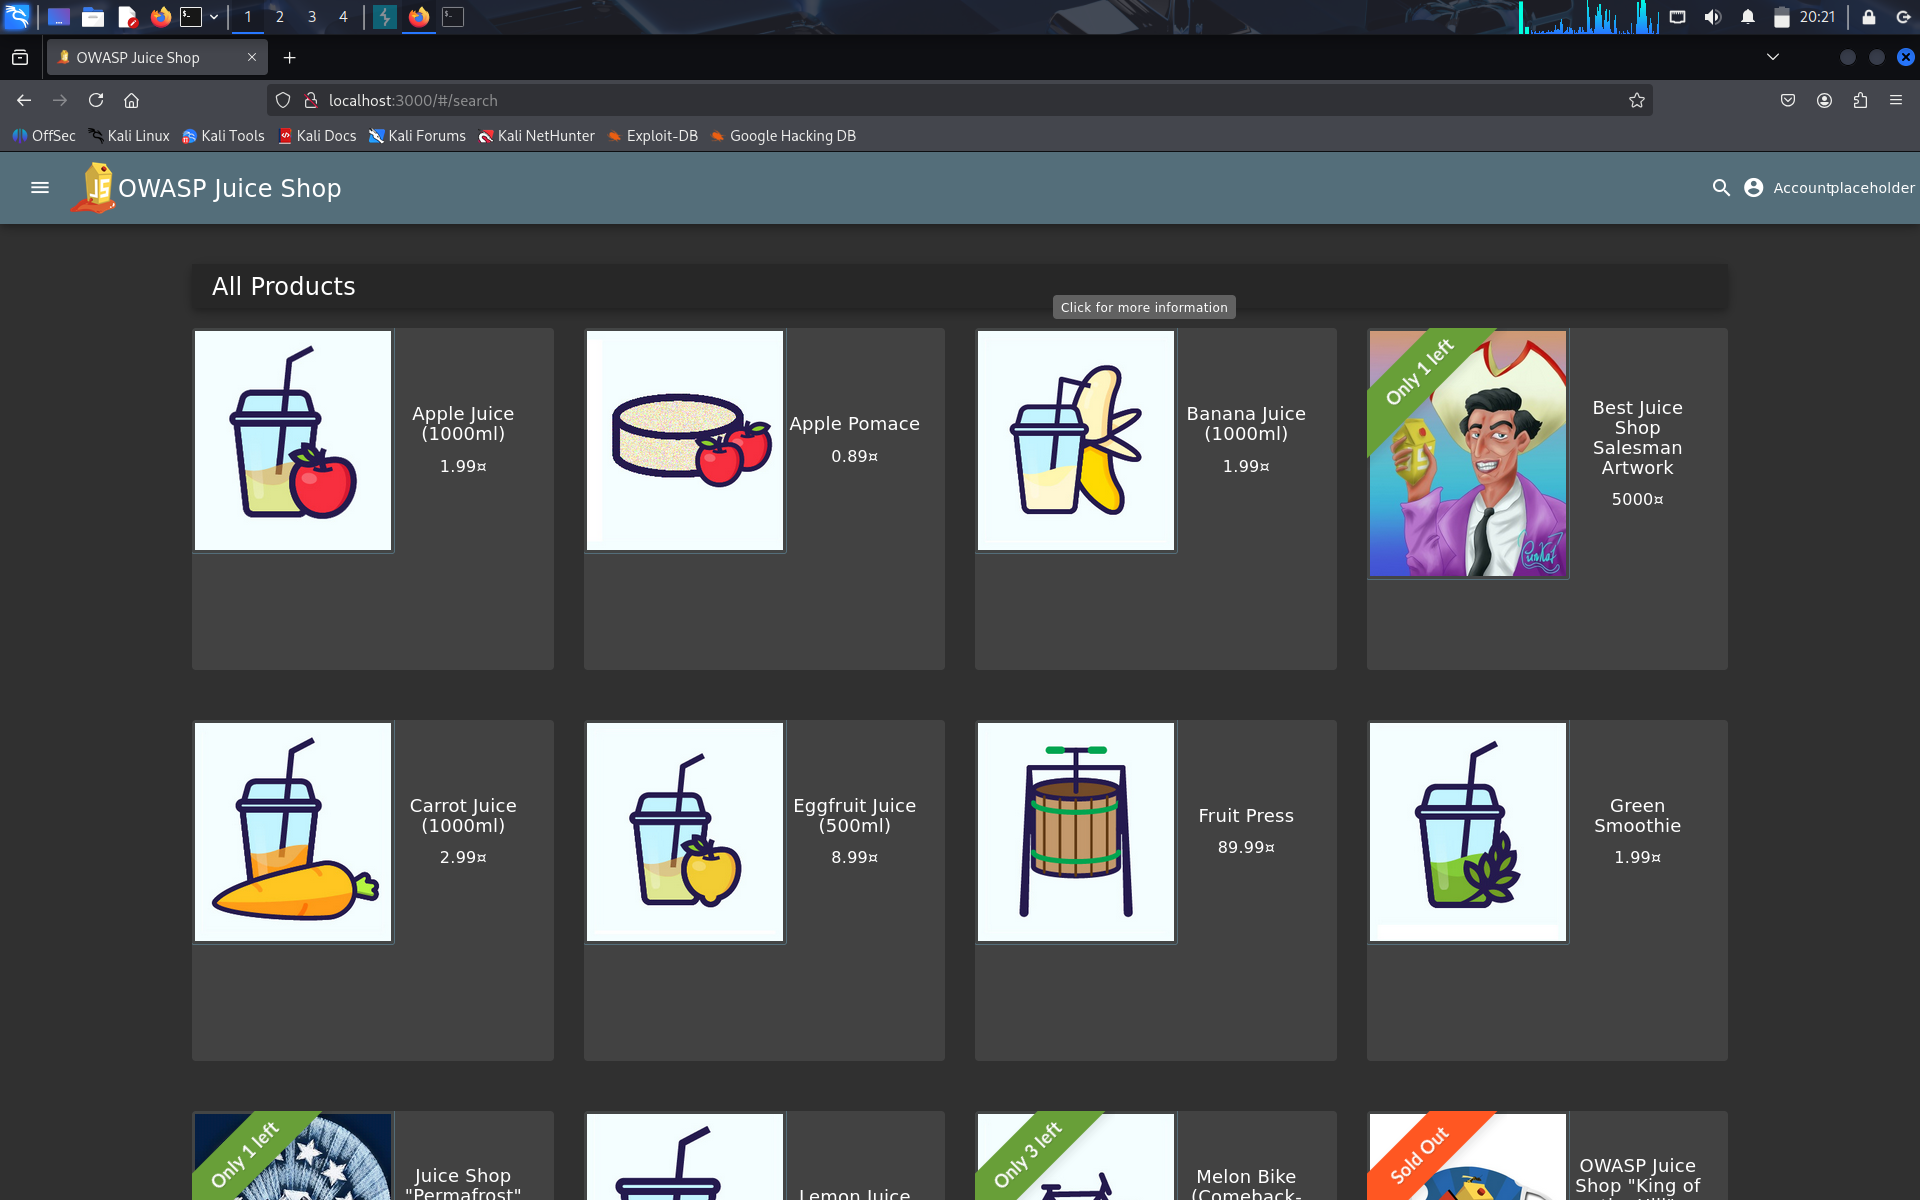 1 2 3 4
20:21
OWASP Juice Shop
localhost:3000/#/search
OffSec Kali Linux Kali Tools Kali Docs Kali Forums Kali NetHunter Exploit-DB Google Hacking DB
OWASP Juice Shop
Accountplaceholder
All Products
Click for more information
Apple Juice
(1000ml)
1.99¤
Apple Pomace
0.89¤
Banana Juice
(1000ml)
1.99¤
Only 1 left
Best Juice
Shop
Salesman
Artwork
5000¤
Carrot Juice
(1000ml)
2.99¤
Eggfruit Juice
(500ml)
8.99¤
Fruit Press
89.99¤
Green
Smoothie
1.99¤
Only 1 left
Juice Shop
"Permafrost"
Lemon Juice
Only 3 left
Melon Bike
(Comeback-
Sold Out
OWASP Juice
Shop "King of
the Hill"